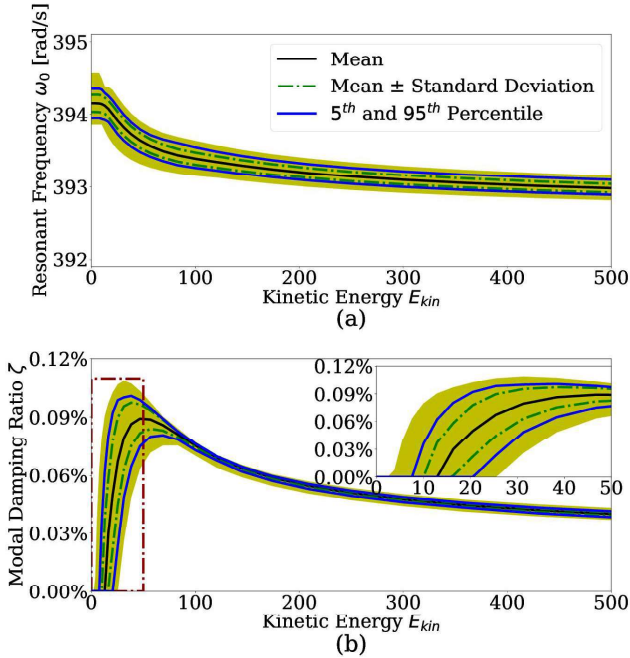 395
394
393
392
Resonant Frequency ω₀ [rad/s]
Mean
Mean ± Standard Deviation
5th and 95th Percentile
0 100 200 300 400 500
Kinetic Energy Ekin
(a)
0.12%
0.09%
0.06%
0.03%
0.00%
Modal Damping Ratio ζ
0.12%
0.09%
0.06%
0.03%
0.00%
0 10 20 30 40 50
0 100 200 300 400 500
Kinetic Energy Ekin
(b)